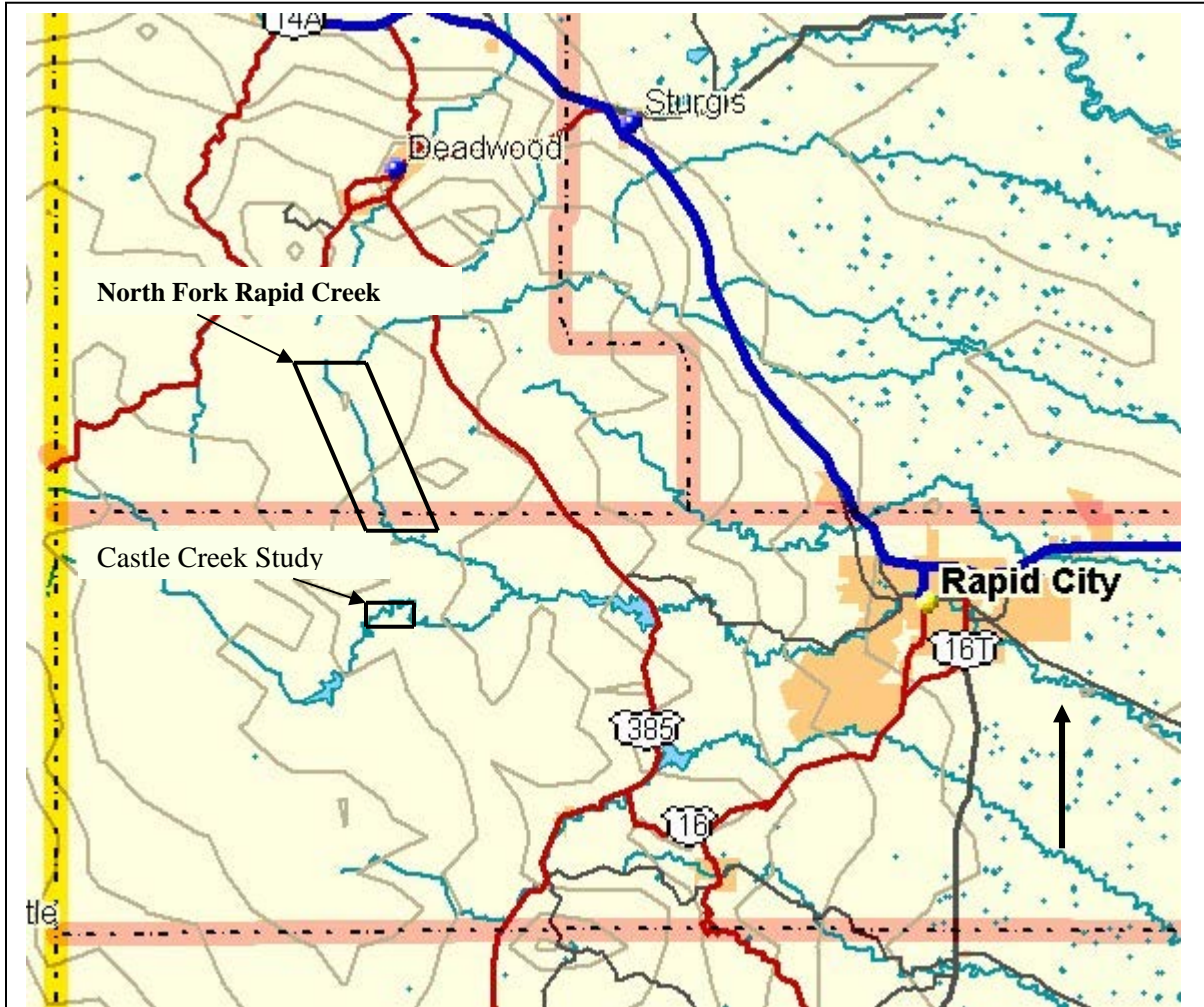 14A
Sturgis
Deadwood
North Fork Rapid Creek
Castle Creek Study
Rapid City
16T
385
16
tle